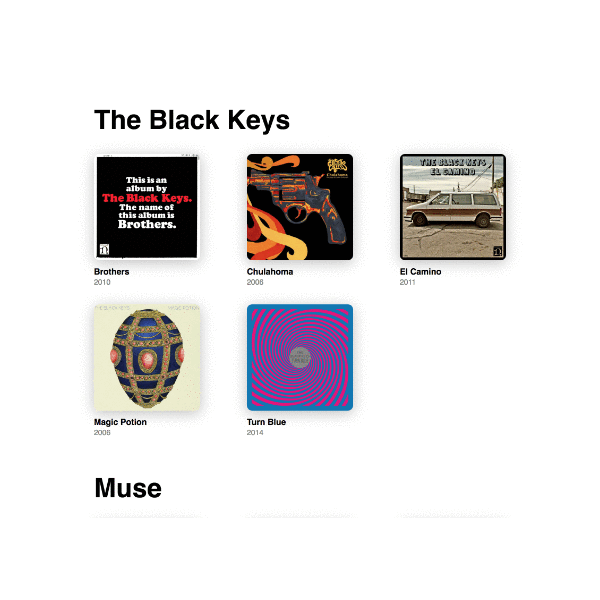 The Black Keys
This is an
album by
The Black Keys.
The name of
this album is
Brothers.
Chulahoma
THE BLACK KEYS
EL CAMINO
Brothers
2010
Chulahoma
2008
El Camino
2011
THE BLACK KEYS MAGIC POTION
Magic Potion
2006
Turn Blue
2014
Muse